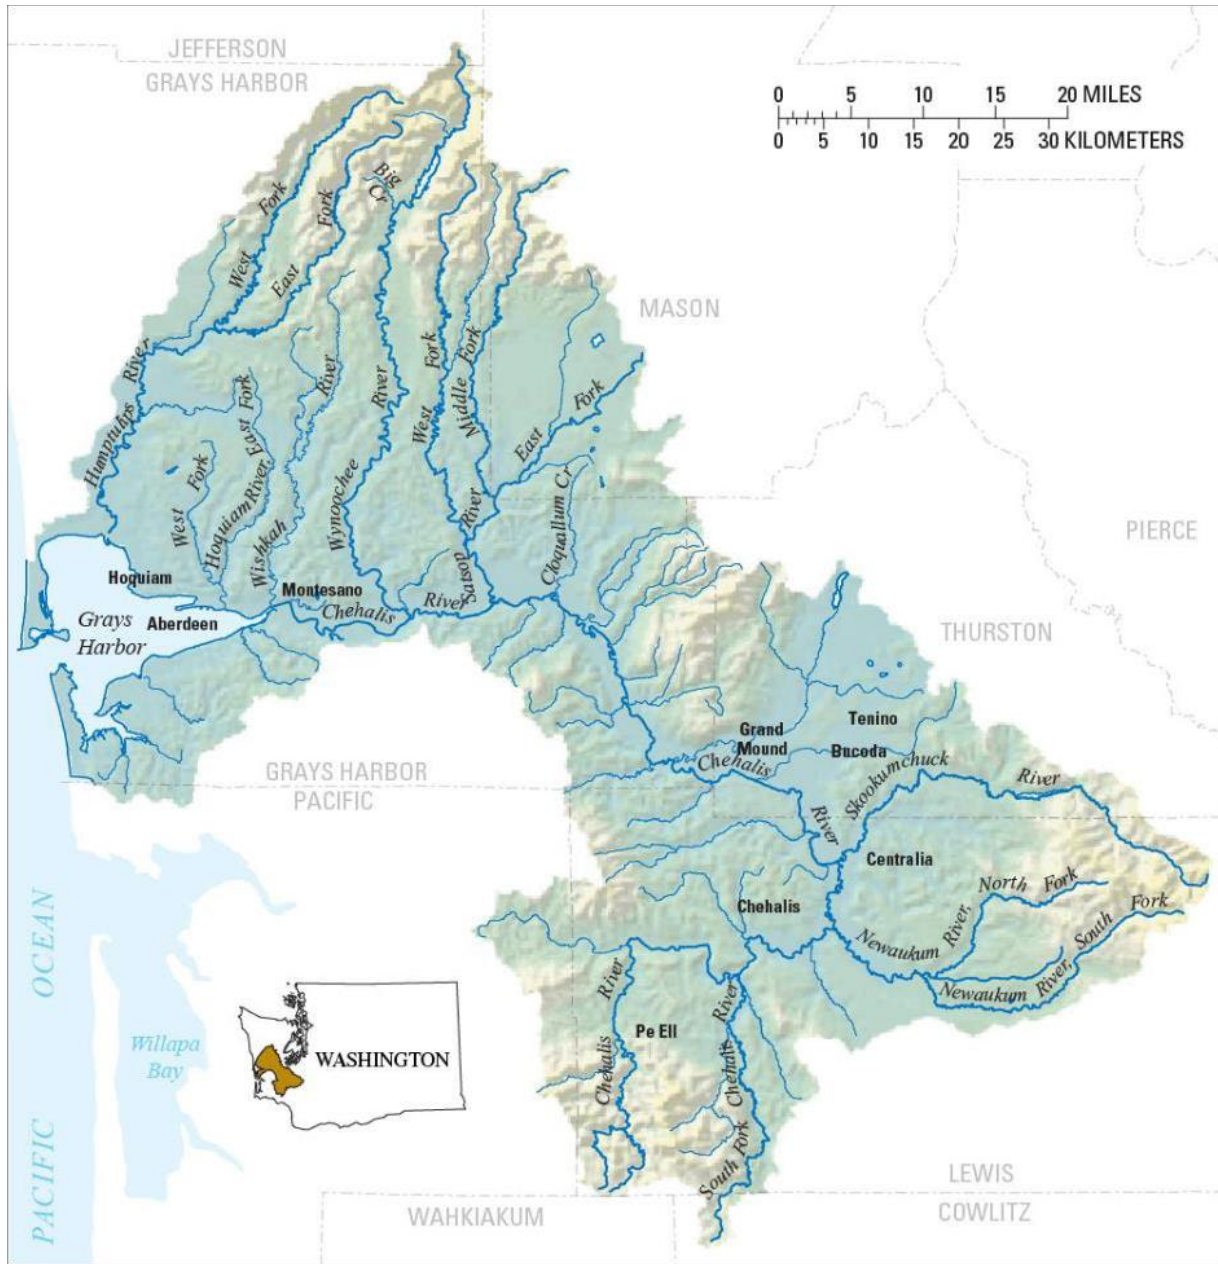 JEFFERSON
GRAYS HARBOR
0 5 10 15 20 MILES
0 5 10 15 20 25 30 KILOMETERS
Big
Cr
West Fork
East Fork
MASON
Humptulips River
West Fork
Hoquiam River, East Fork
Wishkah River
Wynoochee River
West Fork
Middle Fork
East Fork
Satsop River
Cloquallum Cr
PIERCE
Hoquiam
Montesano
Chehalis River
Aberdeen
Grays
Harbor
THURSTON
Tenino
Grand
Mound
Bucoda
Chehalis River
Skookumchuck River
GRAYS HARBOR
PACIFIC
Centralia
Newaukum River, North Fork
Chehalis
Newaukum River, South Fork
PACIFIC OCEAN
Willapa
Bay
WASHINGTON
Pe Ell
Chehalis River
South Fork Chehalis River
LEWIS
COWLITZ
WAHKIAKUM